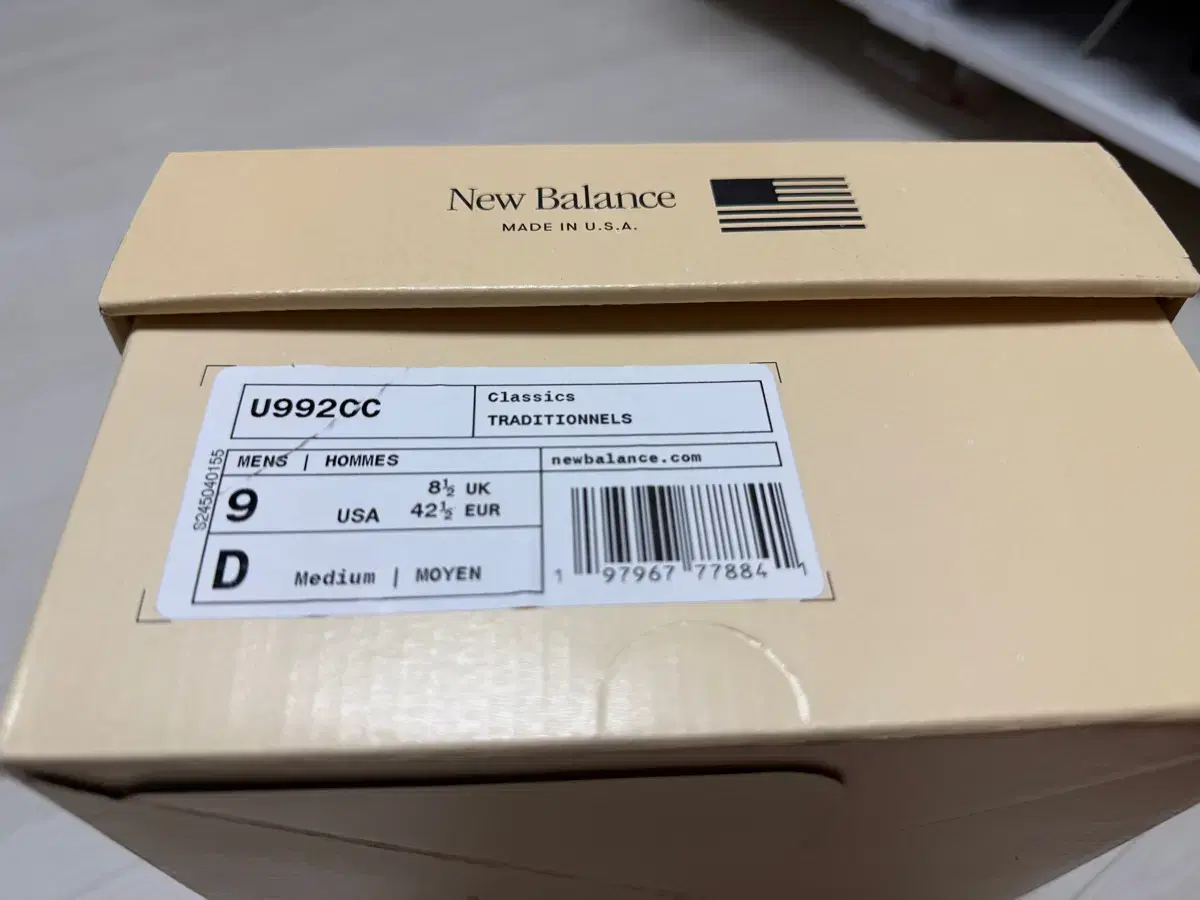 New Balance
MADE IN U.S.A.
U992CC
Classics
TRADITIONNELS
S245040155
MENS | HOMMES
newbalance.com
9 USA 8½ UK
42½ EUR
D Medium | MOYEN
1 97967 77884 1